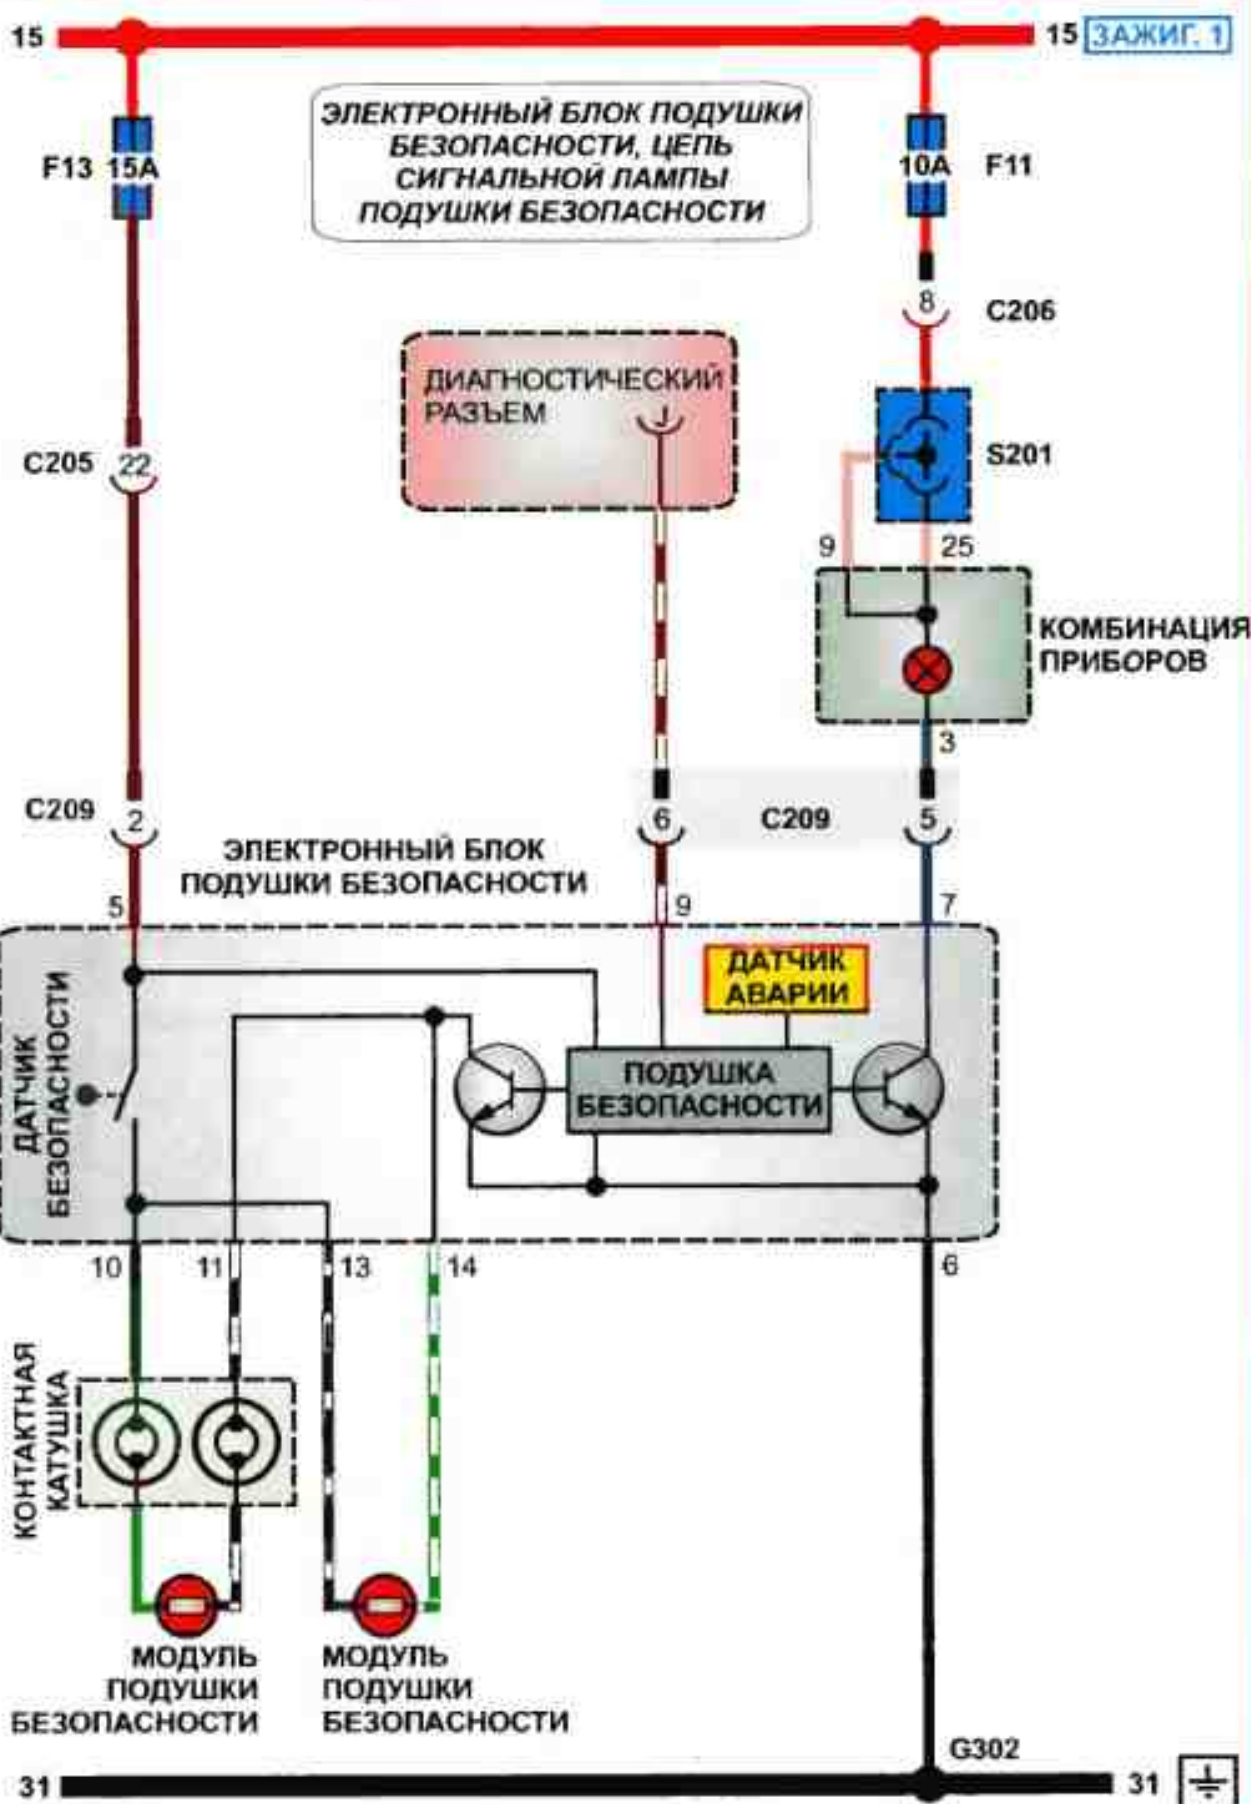 15
15 ЗАЖИГ. 1
ЭЛЕКТРОННЫЙ БЛОК ПОДУШКИ
БЕЗОПАСНОСТИ, ЦЕПЬ
СИГНАЛЬНОЙ ЛАМПЫ
ПОДУШКИ БЕЗОПАСНОСТИ
F13 15A
10A F11
8 C206
ДИАГНОСТИЧЕСКИЙ
РАЗЪЕМ
J
C205 22
S201
9 25
КОМБИНАЦИЯ
ПРИБОРОВ
3
C209 2
6 C209 5
ЭЛЕКТРОННЫЙ БЛОК
ПОДУШКИ БЕЗОПАСНОСТИ
5
9
7
ДАТЧИК
БЕЗОПАСНОСТИ
ДАТЧИК
АВАРИИ
ПОДУШКА
БЕЗОПАСНОСТИ
10 11 13 14 6
КОНТАКТНАЯ
КАТУШКА
МОДУЛЬ
ПОДУШКИ
БЕЗОПАСНОСТИ
МОДУЛЬ
ПОДУШКИ
БЕЗОПАСНОСТИ
G302
31
31